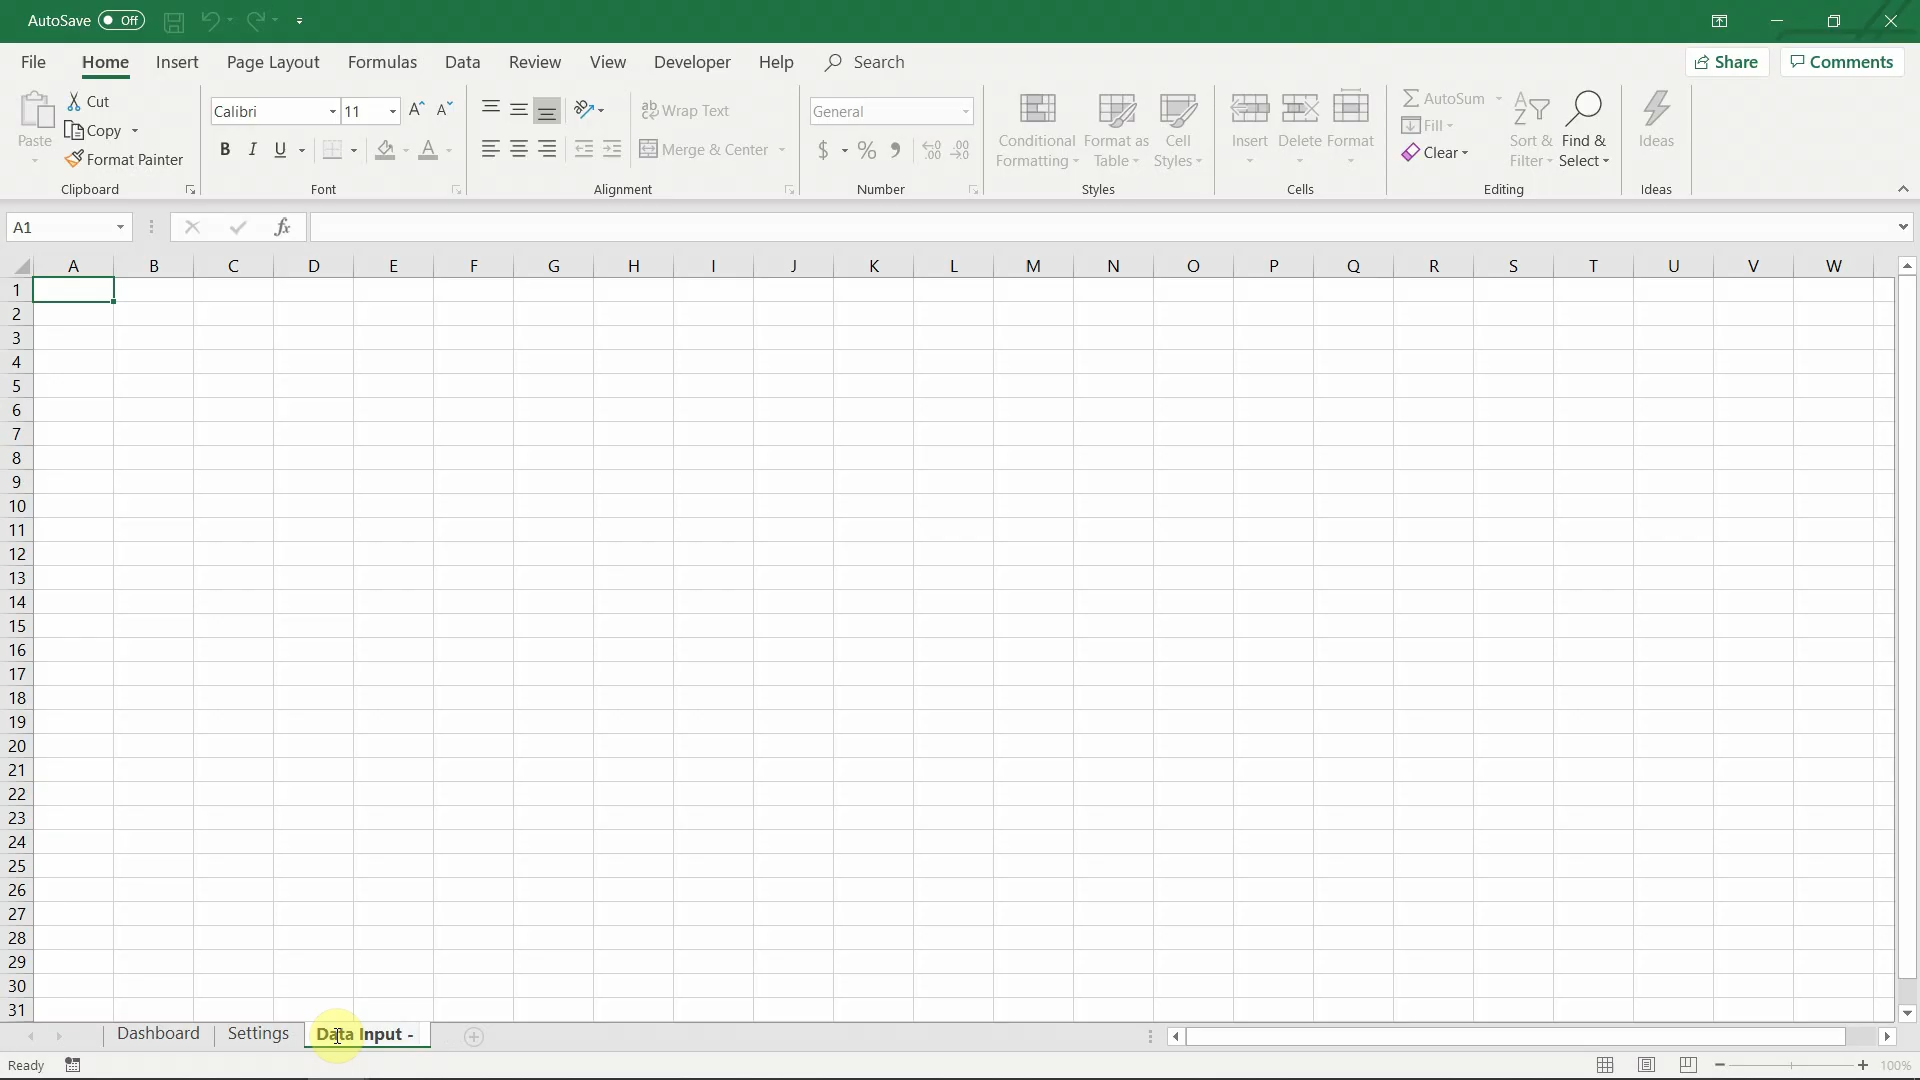 AutoSave Off
File Home Insert Page Layout Formulas Data Review View Developer Help Search Share Comments
Paste
Cut
Copy
Format Painter
Clipboard
Calibri 11
B I U
Font
Wrap Text
Merge & Center
Alignment
General
$ % 9
Number
Conditional Formatting
Format as Table
Cell Styles
Styles
Insert Delete Format
Cells
AutoSum
Fill
Clear
Sort & Filter
Find & Select
Editing
Ideas
Ideas
A1 fx
A B C D E F G H I J K L M N O P Q R S T U V W
1
2
3
4
5
6
7
8
9
10
11
12
13
14
15
16
17
18
19
20
21
22
23
24
25
26
27
28
29
30
31
Dashboard Settings Data Input -
Ready 100%